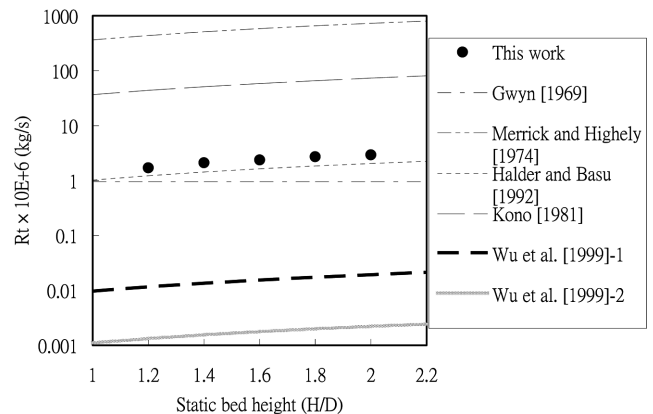 1000
100
10
1
0.1
0.01
0.001
Rt × 10E+6 (kg/s)
1 1.2 1.4 1.6 1.8 2 2.2
Static bed height (H/D)
This work
Gwyn [1969]
Merrick and Highely
[1974]
Halder and Basu
[1992]
Kono [1981]
Wu et al. [1999]-1
Wu et al. [1999]-2